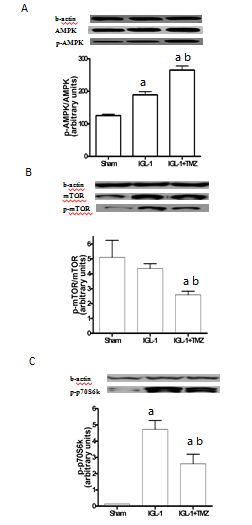 A
b-actin
AMPK
p-AMPK
p-AMPK/AMPK
(arbitrary units)
300
200
100
0
a
a b
Sham IGL-1 IGL-1+TMZ
B
b-actin
mTOR
p-mTOR
p-mTOR/mTOR
(arbitrary units)
6
5
4
3
2
1
0
a b
Sham IGL-1 IGL-1+TMZ
C
b-actin
p-p70S6k
p-p70S6k
(arbitrary units)
6
5
4
3
2
1
0
a
a b
Sham IGL-1 IGL-1+TMZ